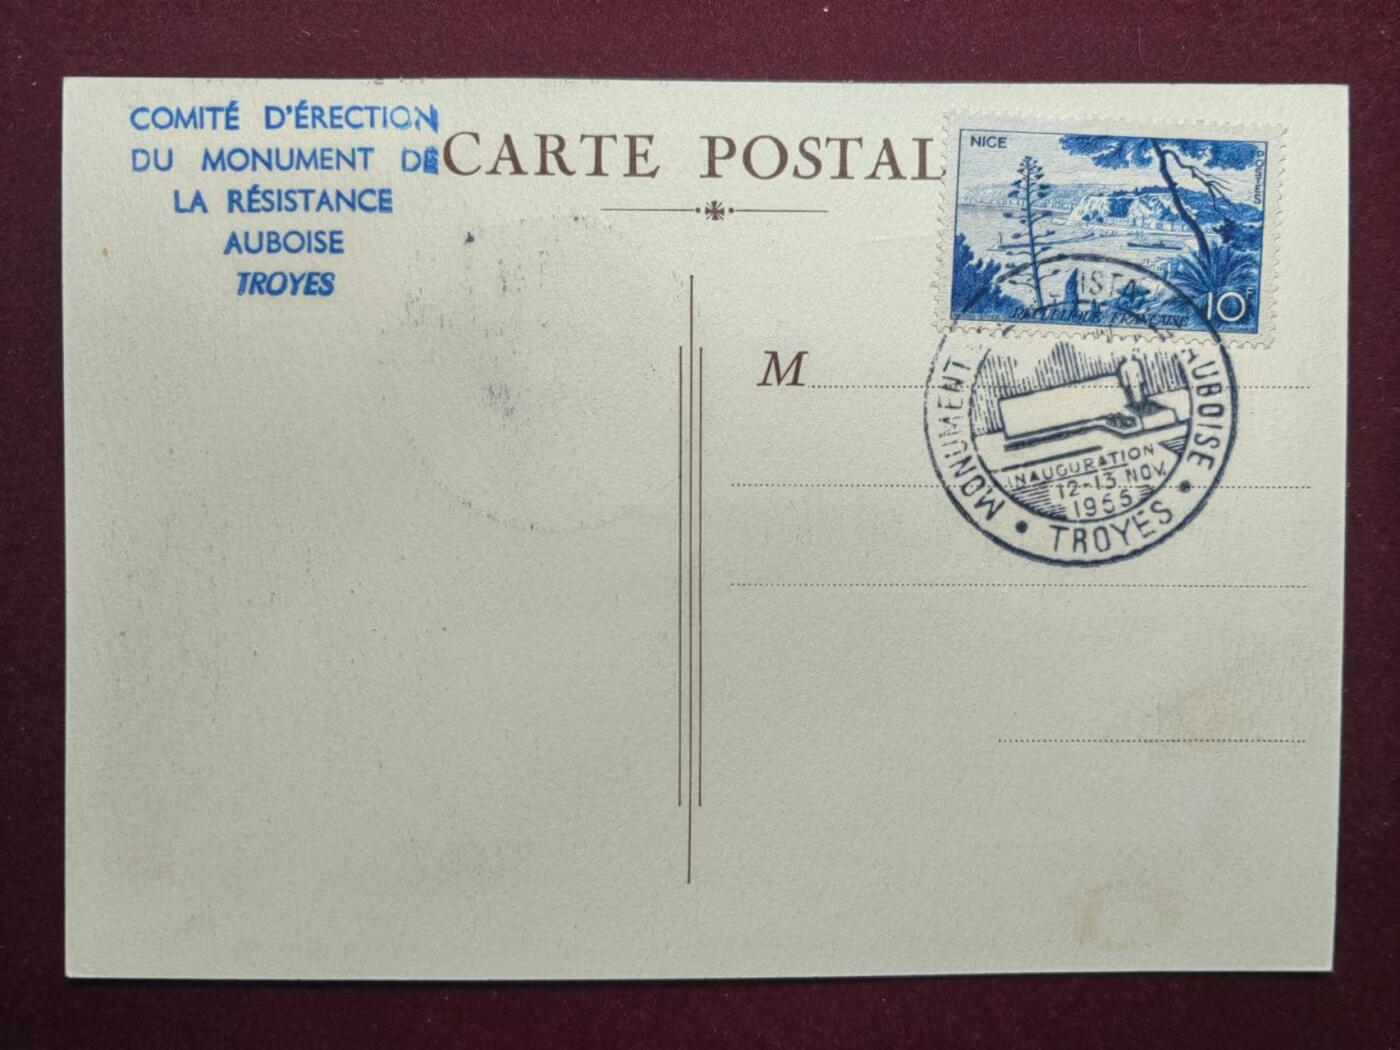 COMITÉ D'ÉRECTION
DU MONUMENT DE
LA RÉSISTANCE
AUBOISE
TROYES
CARTE POSTAL
NICE
POSTES
10F
RÉPUBLIQUE FRANÇAISE
M
MONUMENT
AUBOISE
INAUGURATION
12-13 NOV.
1955
• TROYES •